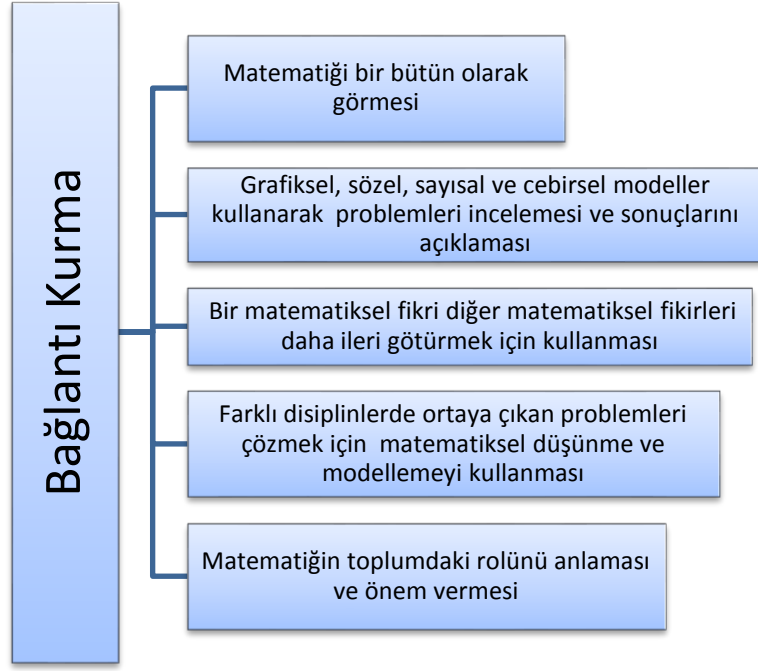 Bağlantı Kurma
Matematiği bir bütün olarak
görmesi
Grafiksel, sözel, sayısal ve cebirsel modeller
kullanarak problemleri incelemesi ve sonuçlarını
açıklaması
Bir matematiksel fikri diğer matematiksel fikirleri
daha ileri götürmek için kullanması
Farklı disiplinlerde ortaya çıkan problemleri
çözmek için matematiksel düşünme ve
modellemeyi kullanması
Matematiğin toplumdaki rolünü anlaması
ve önem vermesi